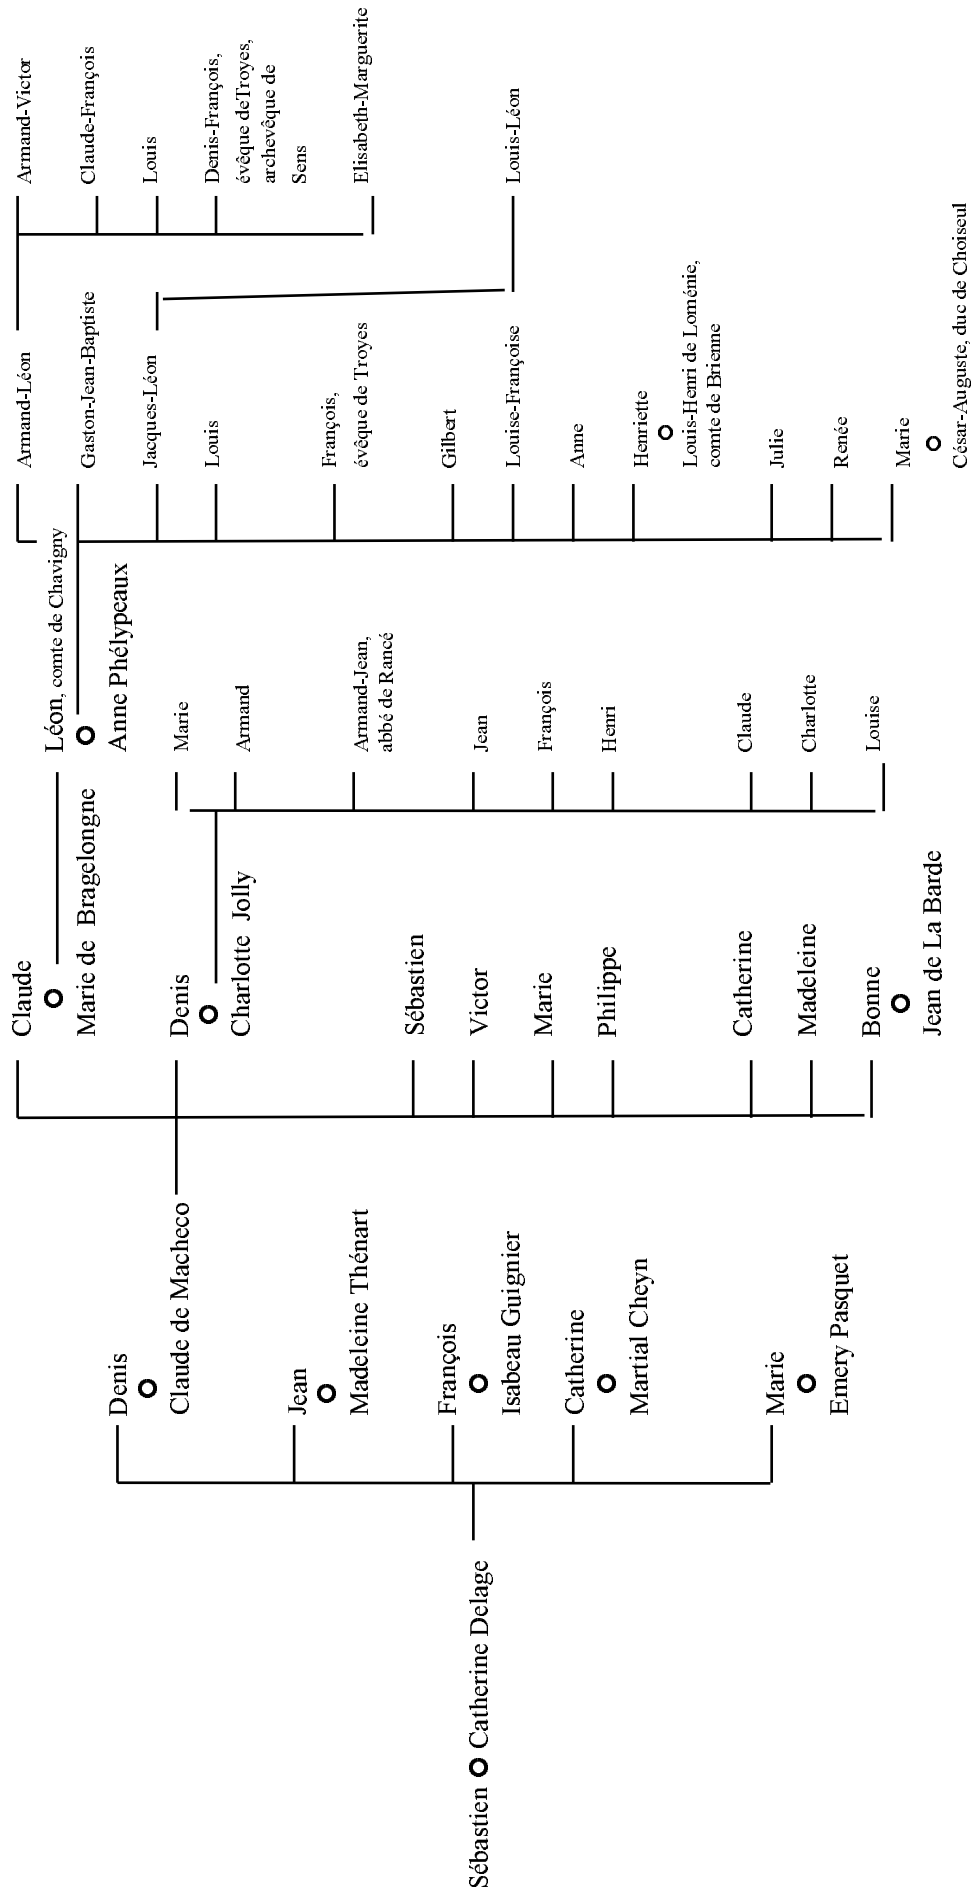 Sébastien
Catherine Delage
Denis
Claude de Macheco
Jean
Madeleine Thénart
François
Isabeau Guignier
Catherine
Martial Cheyn
Marie
Emery Pasquet
Claude
Marie de Bragelongne
Denis
Charlotte Jolly
Sébastien
Victor
Marie
Philippe
Catherine
Madeleine
Bonne
Jean de La Barde
Léon, comte de Chavigny
Anne Phélypeaux
Marie
Armand
Armand-Jean,
abbé de Rancé
Jean
François
Henri
Claude
Charlotte
Louise
Armand-Léon
Gaston-Jean-Baptiste
Jacques-Léon
Louis
François,
évêque de Troyes
Gilbert
Louise-Françoise
Anne
Henriette
Louis-Henri de Loménie,
comte de Brienne
Julie
Renée
Marie
César-Auguste, duc de Choiseul
Armand-Victor
Claude-François
Louis
Denis-François,
évêque deTroyes,
archevêque de
Sens
Elisabeth-Marguerite
Louis-Léon